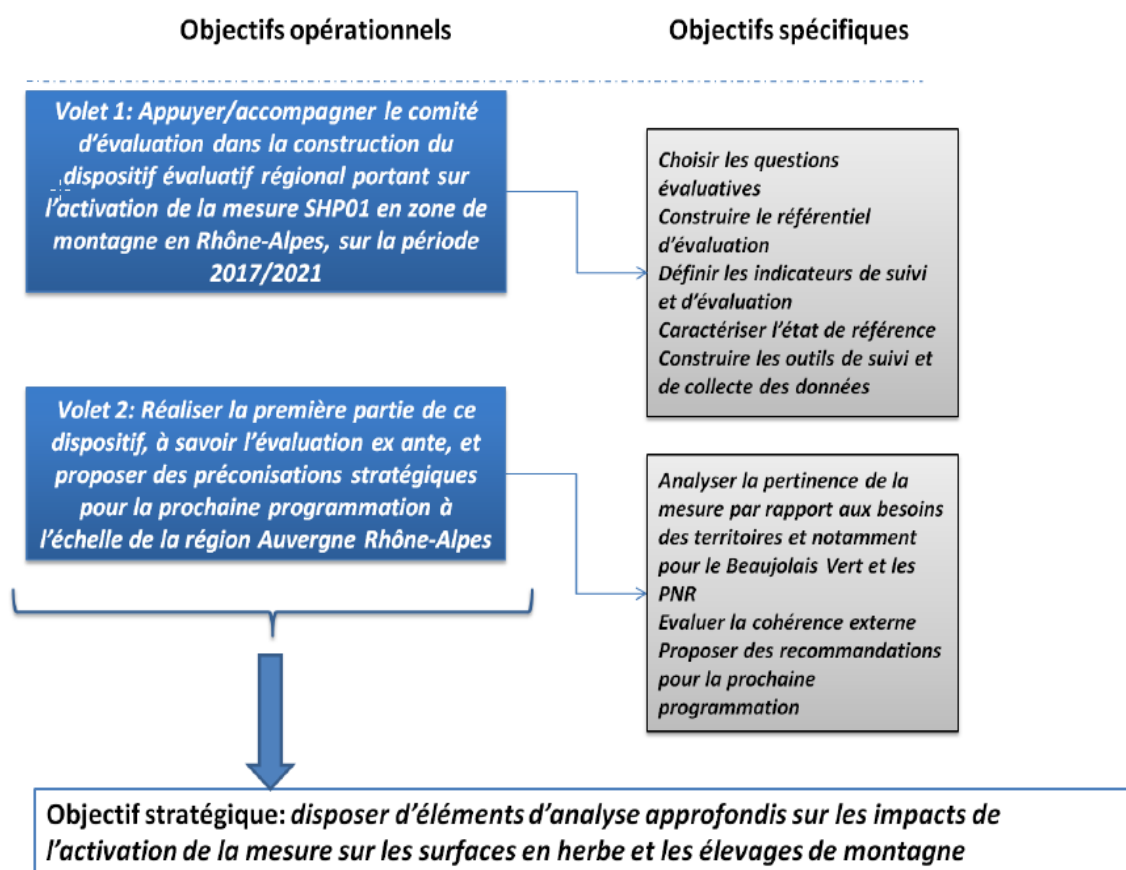 Objectifs opérationnels
Objectifs spécifiques
Volet 1: Appuyer/accompagner le comité
d'évaluation dans la construction du
dispositif évaluatif régional portant sur
l'activation de la mesure SHP01 en zone de
montagne en Rhône-Alpes, sur la période
2017/2021
Choisir les questions
évaluatives
Construire le référentiel
d'évaluation
Définir les indicateurs de suivi
et d'évaluation
Caractériser l'état de référence
Construire les outils de suivi et
de collecte des données
Volet 2: Réaliser la première partie de ce
dispositif, à savoir l'évaluation ex ante, et
proposer des préconisations stratégiques
pour la prochaine programmation à
l'échelle de la région Auvergne Rhône-Alpes
Analyser la pertinence de la
mesure par rapport aux besoins
des territoires et notamment
pour le Beaujolais Vert et les
PNR
Evaluer la cohérence externe
Proposer des recommandations
pour la prochaine
programmation
Objectif stratégique: disposer d'éléments d'analyse approfondis sur les impacts de
l'activation de la mesure sur les surfaces en herbe et les élevages de montagne